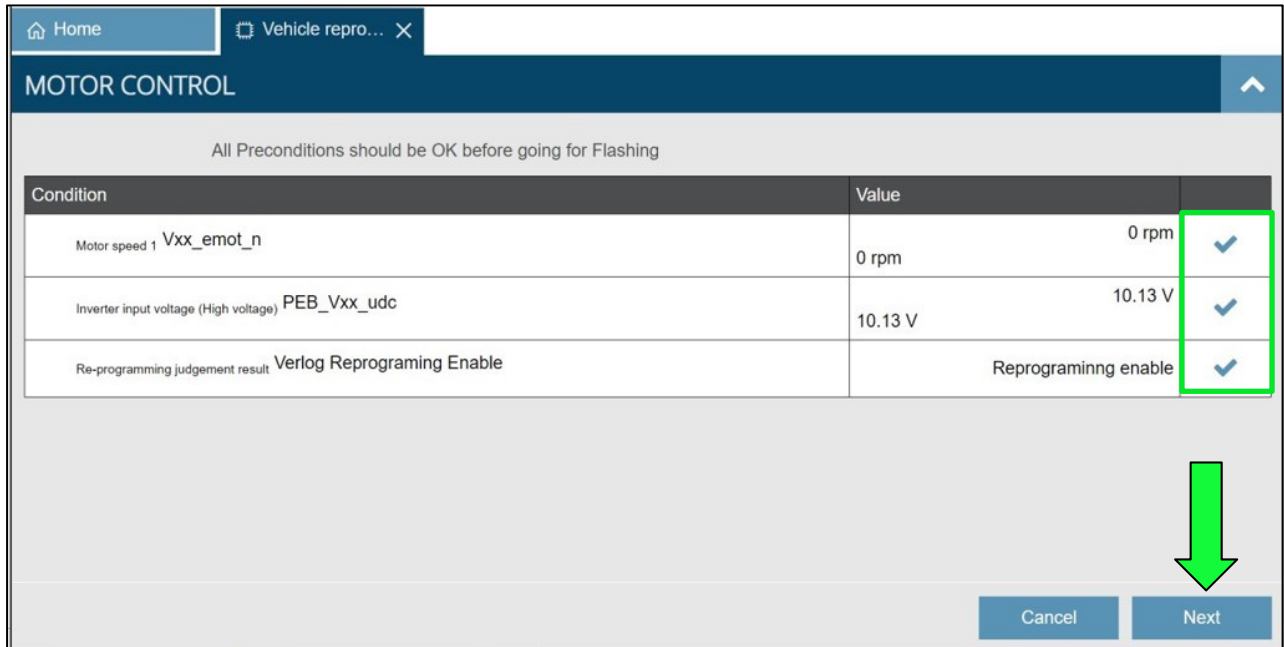 Home
Vehicle repro...
MOTOR CONTROL
All Preconditions should be OK before going for Flashing
Condition Value
Motor speed 1 Vxx_emot_n
0 rpm
0 rpm
Inverter input voltage (High voltage) PEB_Vxx_udc
10.13 V
10.13 V
Re-programming judgement result Verlog Reprograming Enable
Reprograminng enable
Cancel
Next